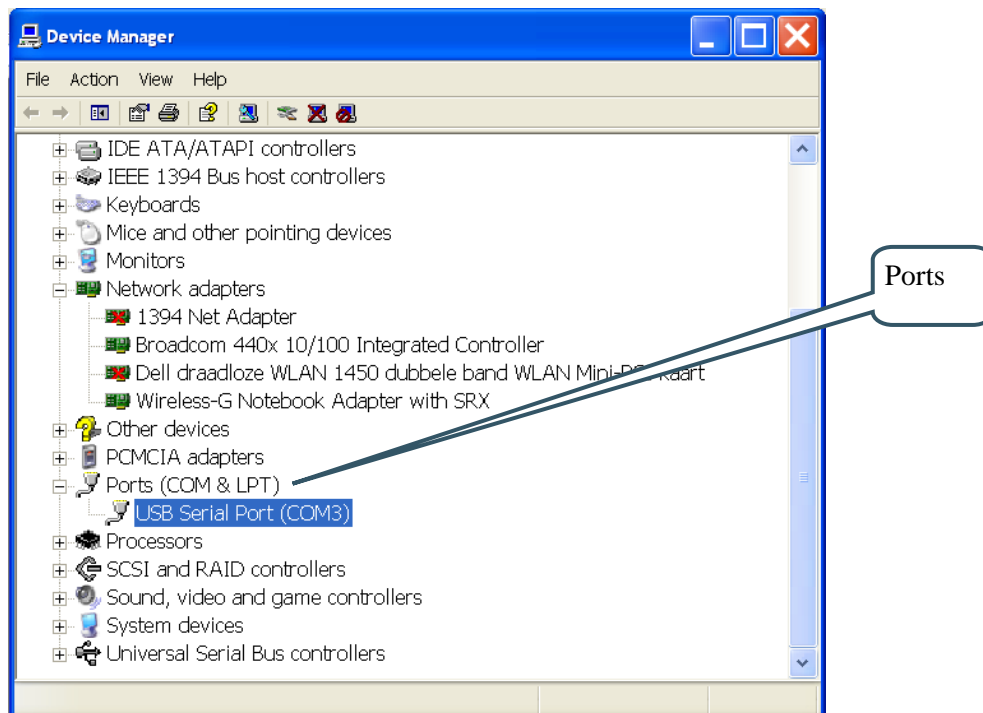 Device Manager
File Action View Help
IDE ATA/ATAPI controllers
IEEE 1394 Bus host controllers
Keyboards
Mice and other pointing devices
Monitors
Network adapters
1394 Net Adapter
Broadcom 440x 10/100 Integrated Controller
Dell draadloze WLAN 1450 dubbele band WLAN kaart
Wireless-G Notebook Adapter with SRX
Other devices
PCMCIA adapters
Ports (COM & LPT)
USB Serial Port (COM3)
Processors
SCSI and RAID controllers
Sound, video and game controllers
System devices
Universal Serial Bus controllers
Ports